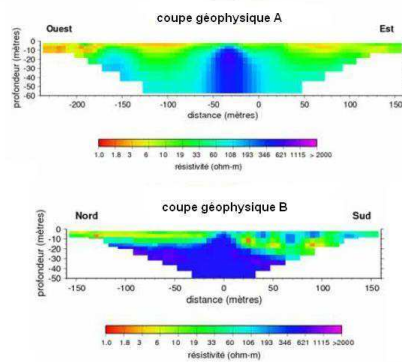 coupe géophysique A
Ouest Est
profondeur (mètres)
0
-10
-20
-30
-40
-50
-60
-200 -150 -100 -50 0 50 100 150
distance (mètres)
1.0 1.8 3 6 10 19 33 60 108 193 346 621 1115 >2000
résistivité (ohm-m)
coupe géophysique B
Nord Sud
profondeur (mètres)
0
-10
-20
-30
-40
-50
-150 -100 -50 0 50 100 150
distance (mètres)
1.0 1.8 3 6 10 19 33 60 108 193 346 621 1115 >2000
résistivité (ohm-m)